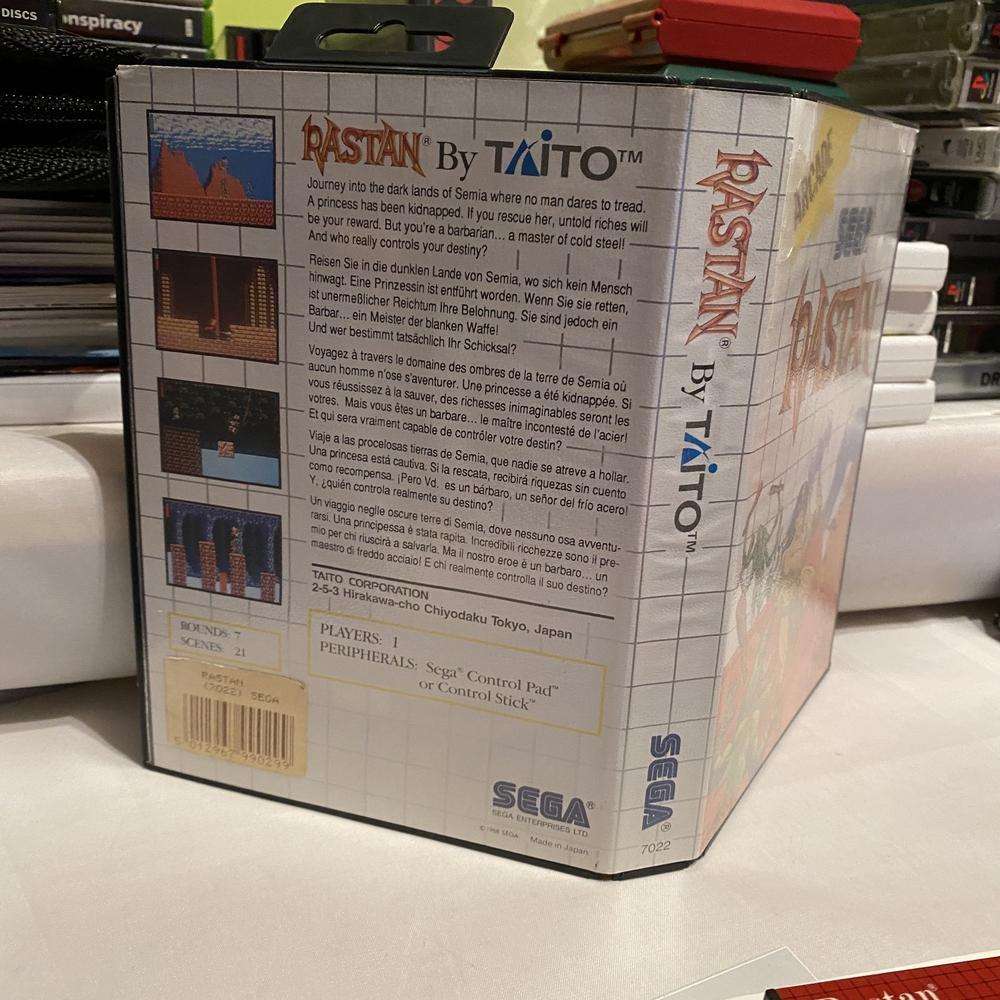 DISCS
nspiracy
RASTAN® By TAITO™
Journey into the dark lands of Semia where no man dares to tread.
A princess has been kidnapped. If you rescue her, untold riches will
be your reward. But you're a barbarian... a master of cold steel!
And who really controls your destiny?
Reisen Sie in die dunklen Lande von Semia, wo sich kein Mensch
hinwagt. Eine Prinzessin ist entführt worden. Wenn Sie sie retten,
ist unermeßlicher Reichtum Ihre Belohnung. Sie sind jedoch ein
Barbar... ein Meister der blanken Waffe!
Und wer bestimmt tatsächlich Ihr Schicksal?
Voyagez à travers le domaine des ombres de la terre de Semia où
aucun homme n'ose s'aventurer. Une princesse a été kidnappée. Si
vous réussissez à la sauver, des richesses inimaginables seront les
votres. Mais vous êtes un barbare... le maître incontesté de l'acier!
Et qui sera vraiment capable de contrôler votre destin?
Viaje a las procelosas tierras de Semia, que nadie se atreve a hollar.
Una princesa está cautiva. Si la rescata, recibirá riquezas sin cuento
como recompensa. ¡Pero Vd. es un bárbaro, un señor del frío acero!
Y. ¿quién controla realmente su destino?
Un viaggio neglie oscure terre di Semia, dove nessuno osa avventu-
rarsi. Una principessa è stata rapita. Incredibili ricchezze sono il pre-
mio per chi riuscirà a salvarla. Ma il nostro eroe è un barbaro... un
maestro di freddo acciaio! E chi realmente controlla il suo destino?
TAITO CORPORATION
2-5-3 Hirakawa-cho Chiyodaku Tokyo, Japan
ROUNDS: 7
SCENES: 21
PLAYERS: 1
PERIPHERALS: Sega® Control Pad™
or Control Stick™
RASTAN
(7022) SEGA
5 012962 990299
SEGA®
SEGA ENTERPRISES LTD.
© 1988 SEGA Made in Japan
RASTAN® By TAITO™
SEGA®
7022
ARCADE
SEGA
RASTAN
DR